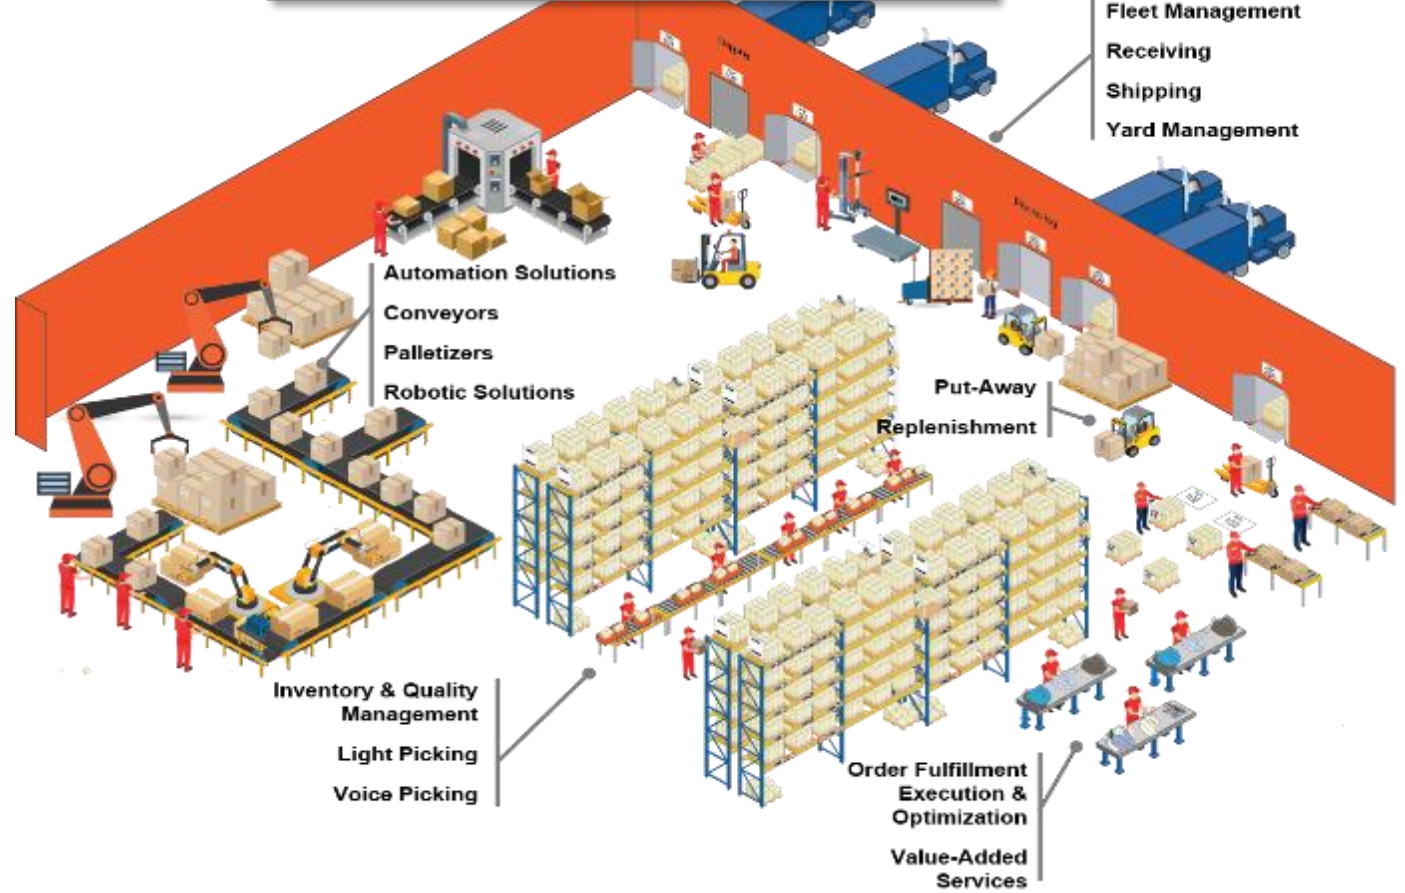 Fleet Management
Receiving
Shipping
Yard Management
Automation Solutions
Conveyors
Palletizers
Robotic Solutions
Put-Away
Replenishment
Inventory & Quality
Management
Light Picking
Voice Picking
Order Fulfillment
Execution &
Optimization
Value-Added
Services